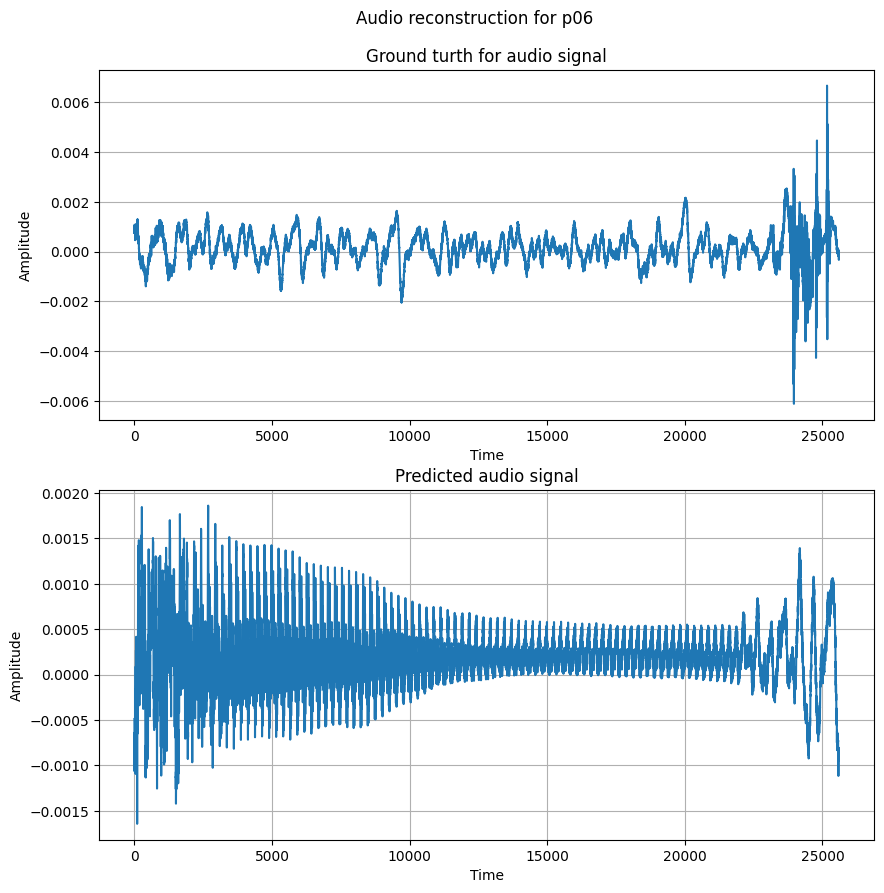 Audio reconstruction for p06
Ground turth for audio signal
0.006
0.004
0.002
0.000
−0.002
−0.004
−0.006
Amplitude
0 5000 10000 15000 20000 25000
Time
Predicted audio signal
0.0020
0.0015
0.0010
0.0005
0.0000
−0.0005
−0.0010
−0.0015
Amplitude
0 5000 10000 15000 20000 25000
Time